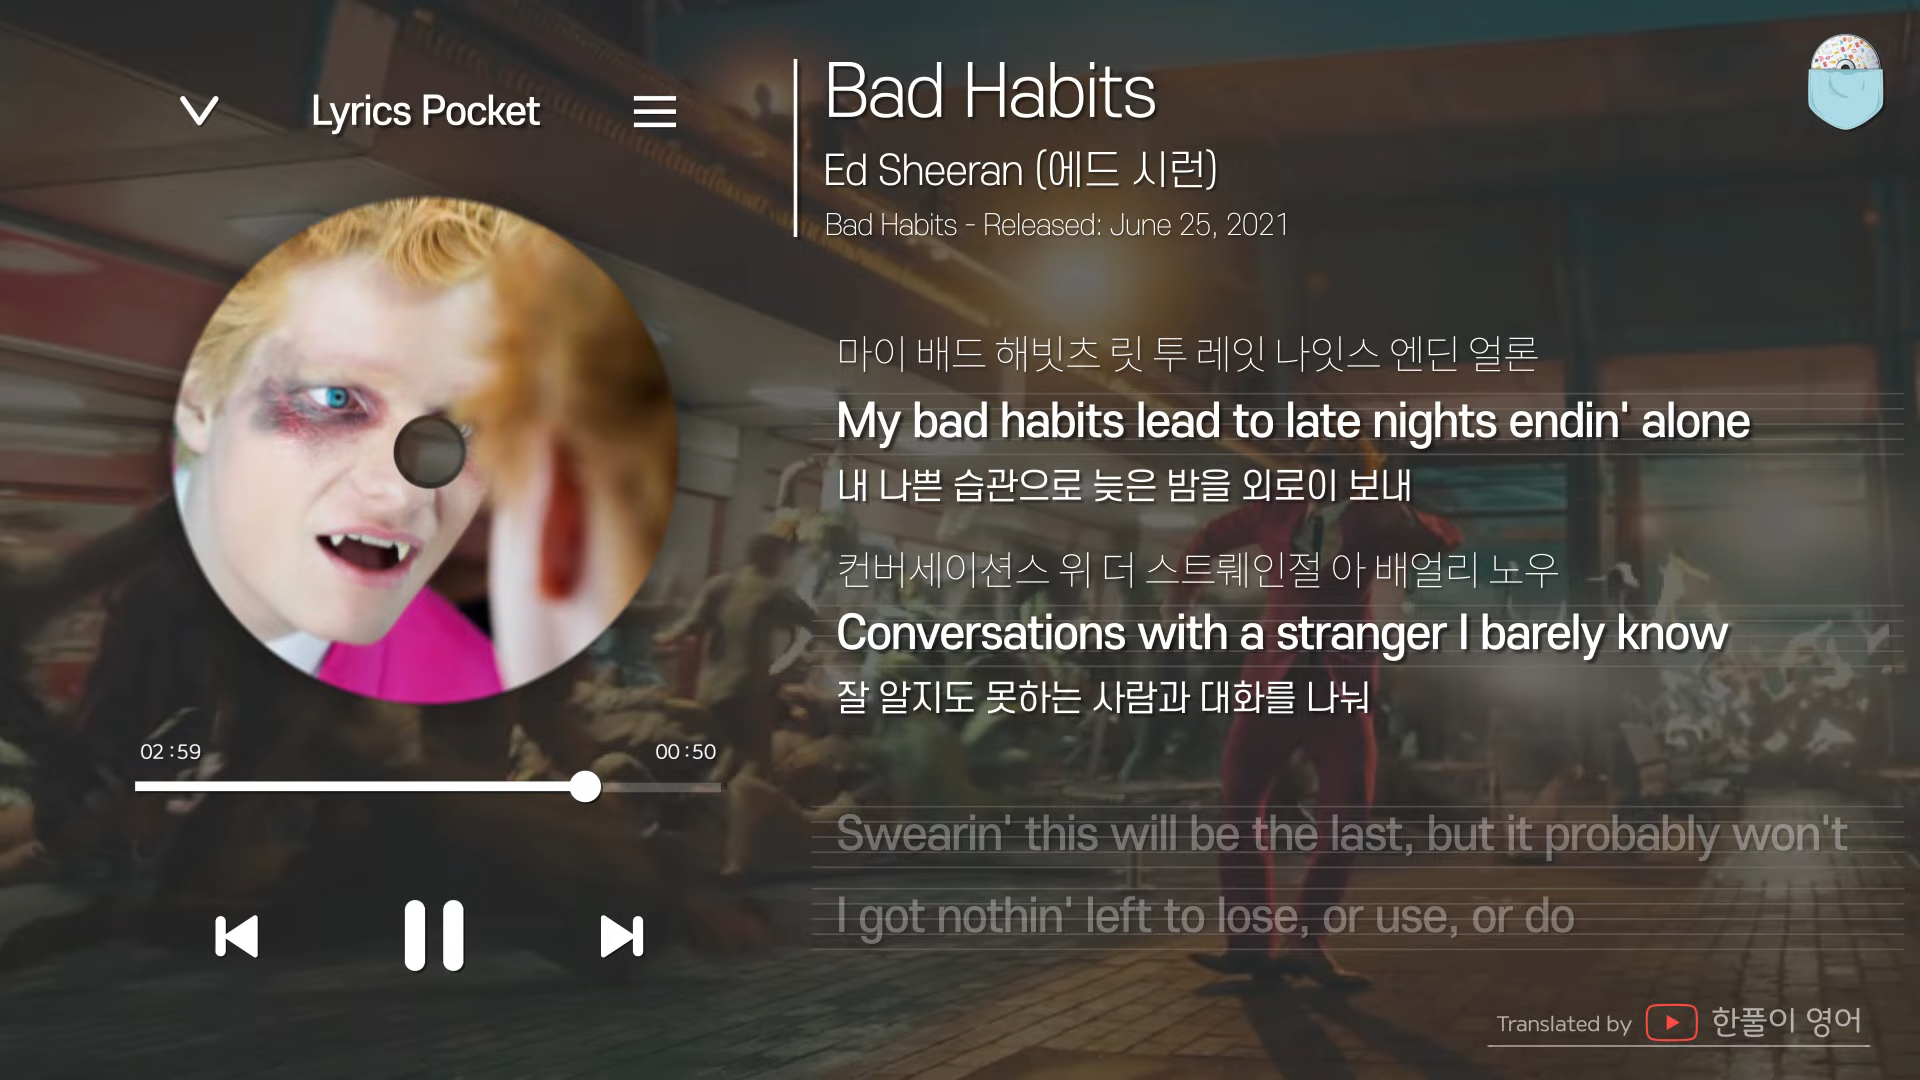 Lyrics Pocket
Bad Habits
Ed Sheeran (에드 시런)
Bad Habits - Released: June 25, 2021
마이 배드 해빗츠 릿 투 레잇 나잇스 엔딘 얼론
My bad habits lead to late nights endin' alone
내 나쁜 습관으로 늦은 밤을 외로이 보내
컨버세이션스 위 더 스트뤠인절 아 배얼리 노우
Conversations with a stranger I barely know
잘 알지도 못하는 사람과 대화를 나눠
02:59
00:50
Swearin' this will be the last, but it probably won't
I got nothin' left to lose, or use, or do
Translated by 한풀이 영어